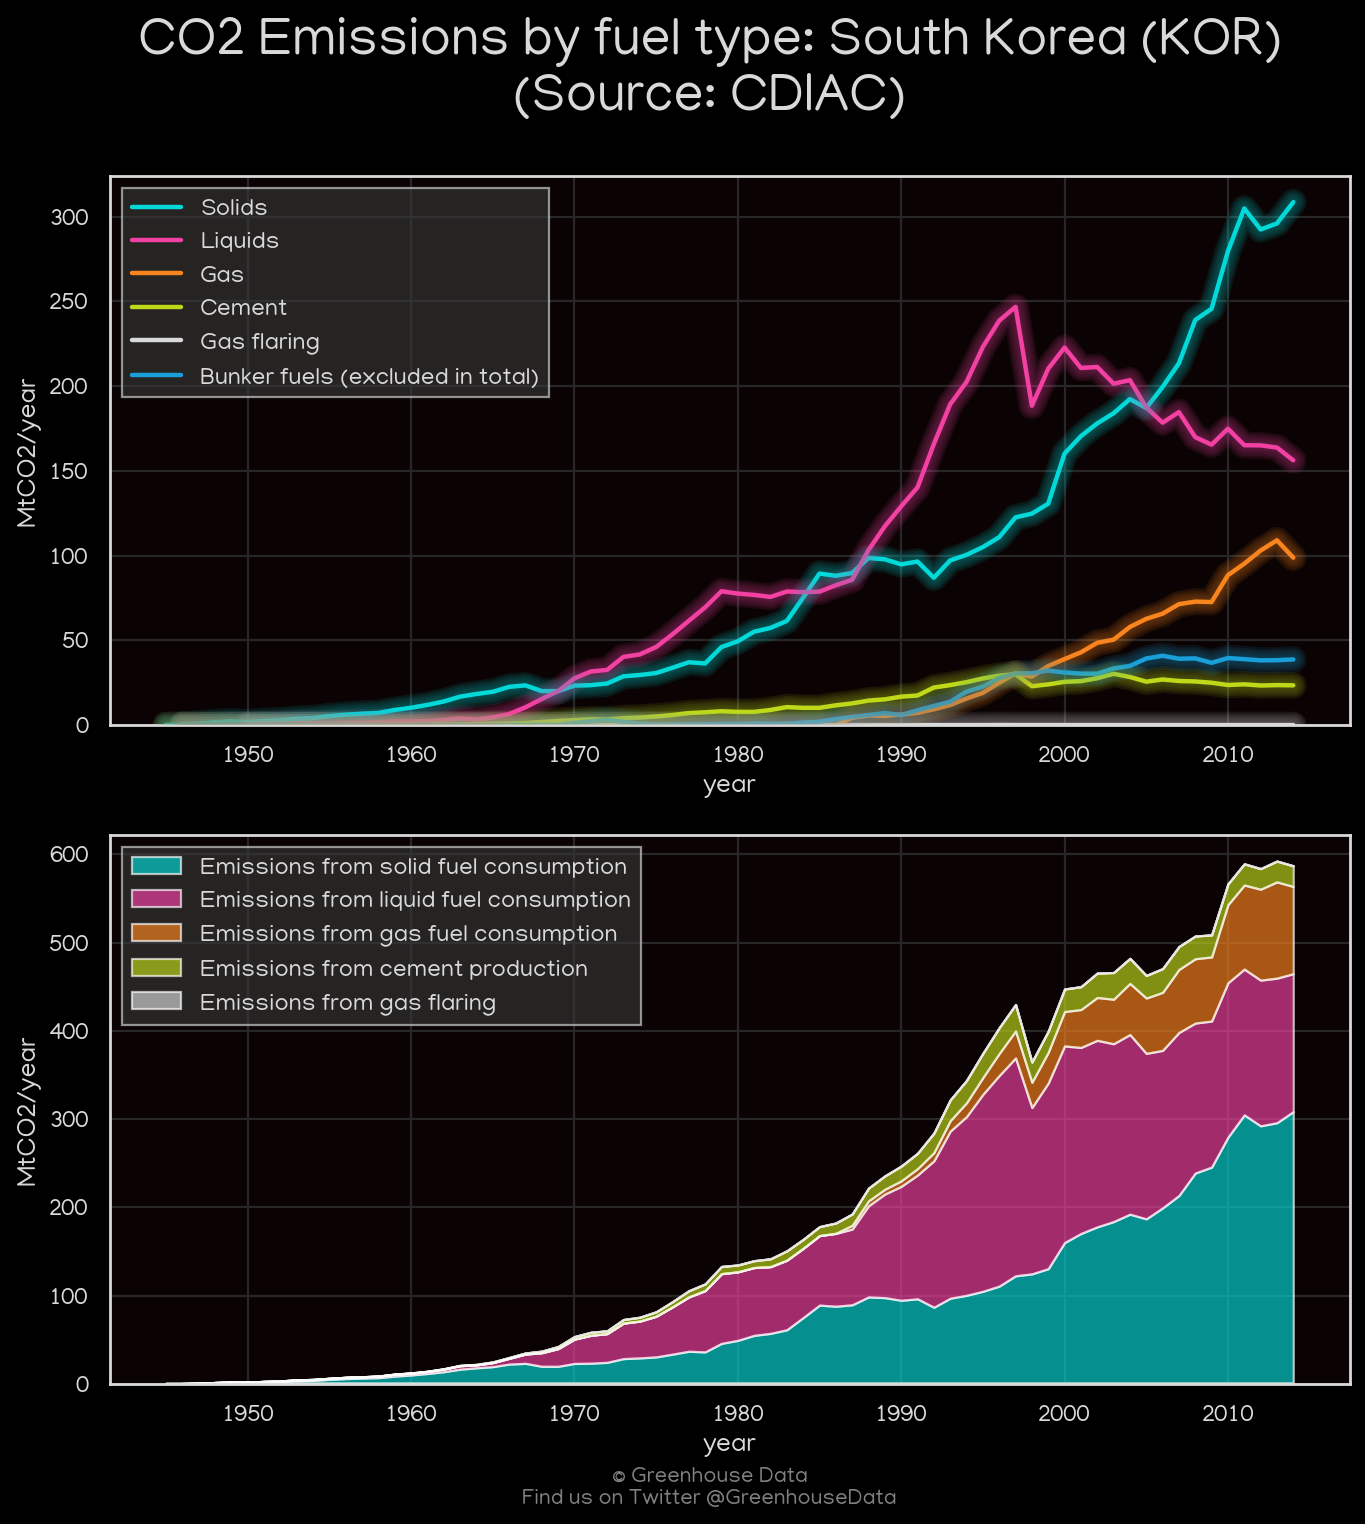 CO2 Emissions by fuel type: South Korea (KOR)
(Source: CDIAC)
Solids
Liquids
Gas
Cement
Gas flaring
Bunker fuels (excluded in total)
MtCO2/year
300
250
200
150
100
50
0
1950 1960 1970 1980 1990 2000 2010
year
Emissions from solid fuel consumption
Emissions from liquid fuel consumption
Emissions from gas fuel consumption
Emissions from cement production
Emissions from gas flaring
MtCO2/year
600
500
400
300
200
100
0
1950 1960 1970 1980 1990 2000 2010
year
© Greenhouse Data
Find us on Twitter @GreenhouseData